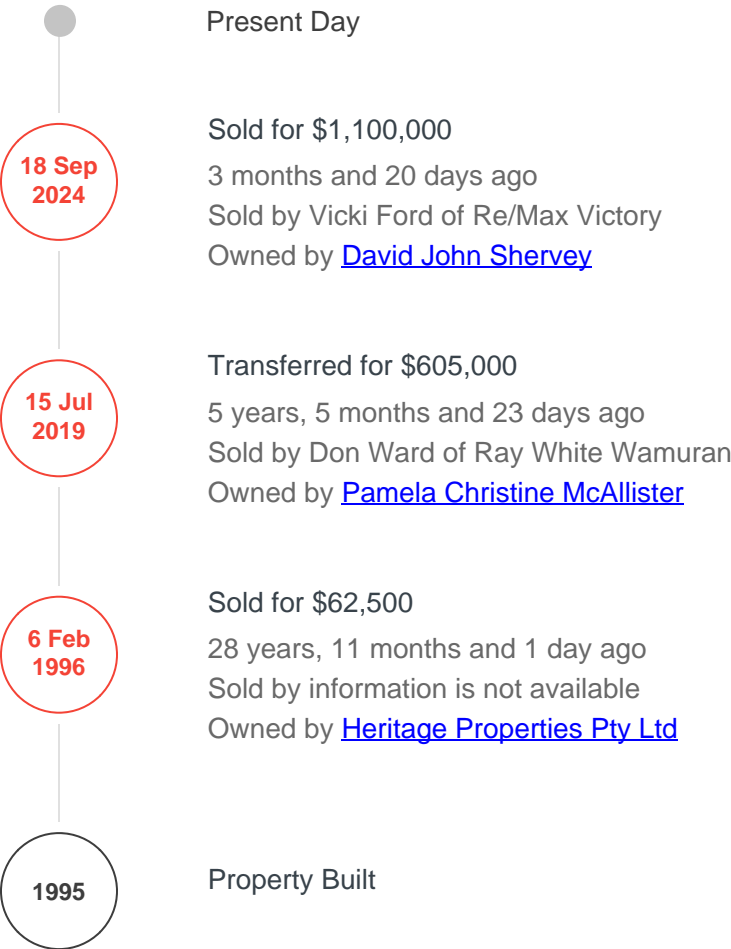 Present Day
18 Sep
2024
Sold for $1,100,000
3 months and 20 days ago
Sold by Vicki Ford of Re/Max Victory
Owned by David John Shervey
15 Jul
2019
Transferred for $605,000
5 years, 5 months and 23 days ago
Sold by Don Ward of Ray White Wamuran
Owned by Pamela Christine McAllister
6 Feb
1996
Sold for $62,500
28 years, 11 months and 1 day ago
Sold by information is not available
Owned by Heritage Properties Pty Ltd
1995
Property Built